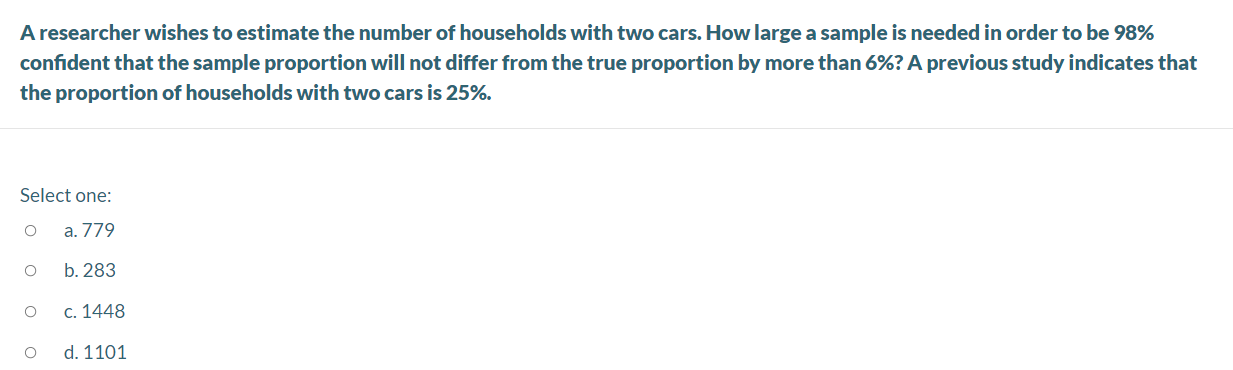 A researcher wishes to estimate the number of households with two cars. How large a sample is needed in order to be 98%
confident that the sample proportion will not differ from the true proportion by more than 6%? A previous study indicates that
the proportion of households with two cars is 25%.
Select one:
a. 779
b. 283
c. 1448
d. 1101